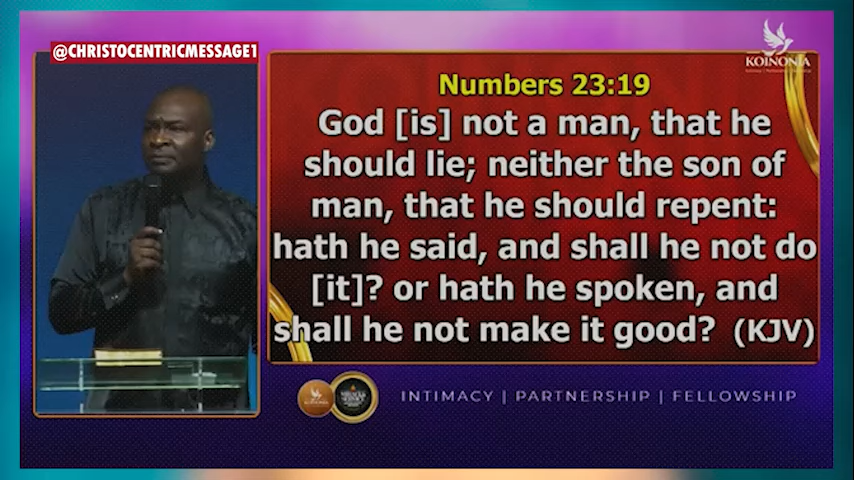 @CHRISTOCENTRICMESSAGE1
KOINONIA
Numbers 23:19
God [is] not a man, that he
should lie; neither the son of
man, that he should repent:
hath he said, and shall he not do
[it]? or hath he spoken, and
shall he not make it good? (KJV)
KOINONIA
INTIMACY | PARTNERSHIP | FELLOWSHIP